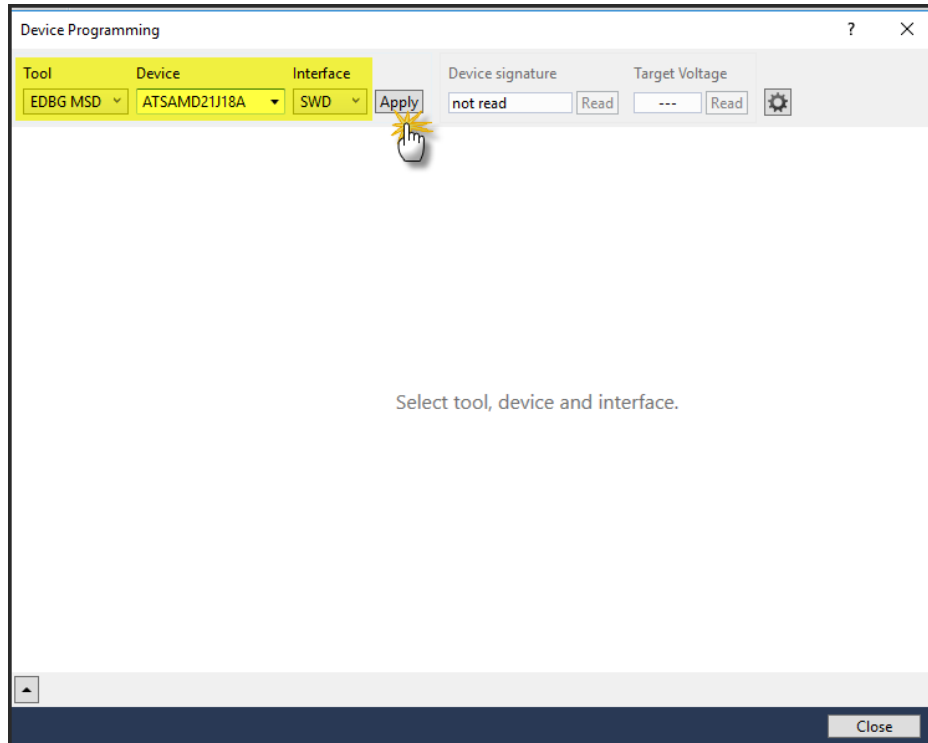 Device Programming
Tool Device Interface Device signature Target Voltage
EDBG MSD ATSAMD21J18A SWD Apply not read Read --- Read
Select tool, device and interface.
Close